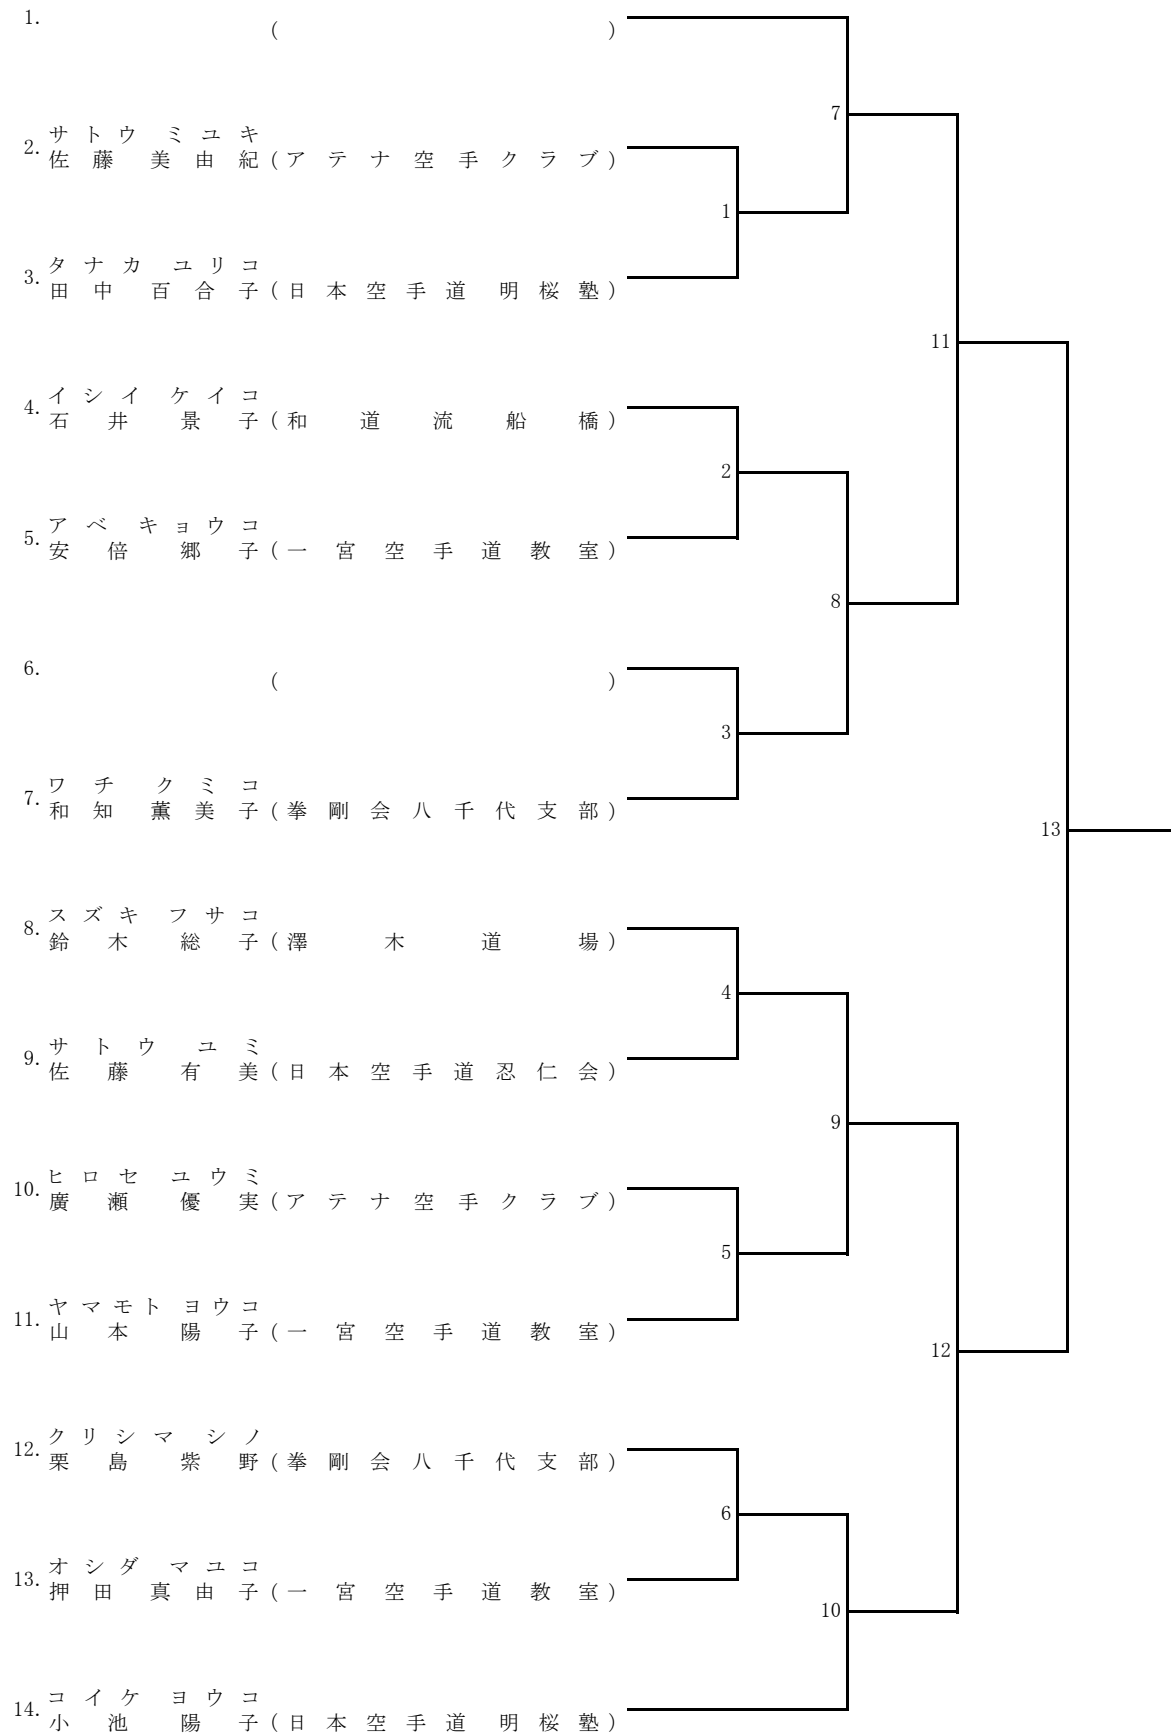 1.
( )
7
サトウ ミユキ
2. 佐藤 美由紀(アテナ空手クラブ)
1
タナカ ユリコ
3. 田中 百合子(日本空手道 明桜塾)
11
イシイ ケイコ
4. 石井 景子(和道流船橋)
2
アベ キョウコ
5. 安倍 郷子(一宮空手道教室)
8
6.
( )
3
ワチ クミコ
7. 和知 薫美子(拳剛会八千代支部)
13
スズキ フサコ
8. 鈴木 総子(澤木道場)
4
サトウ ユミ
9. 佐藤 有美(日本空手道忍仁会)
9
ヒロセ ユウミ
10. 廣瀬 優実(アテナ空手クラブ)
5
ヤマモト ヨウコ
11. 山本 陽子(一宮空手道教室)
12
クリシマ シノ
12. 栗島 紫野(拳剛会八千代支部)
6
オシダ マユコ
13. 押田 真由子(一宮空手道教室)
10
コイケ ヨウコ
14. 小池 陽子(日本空手道 明桜塾)